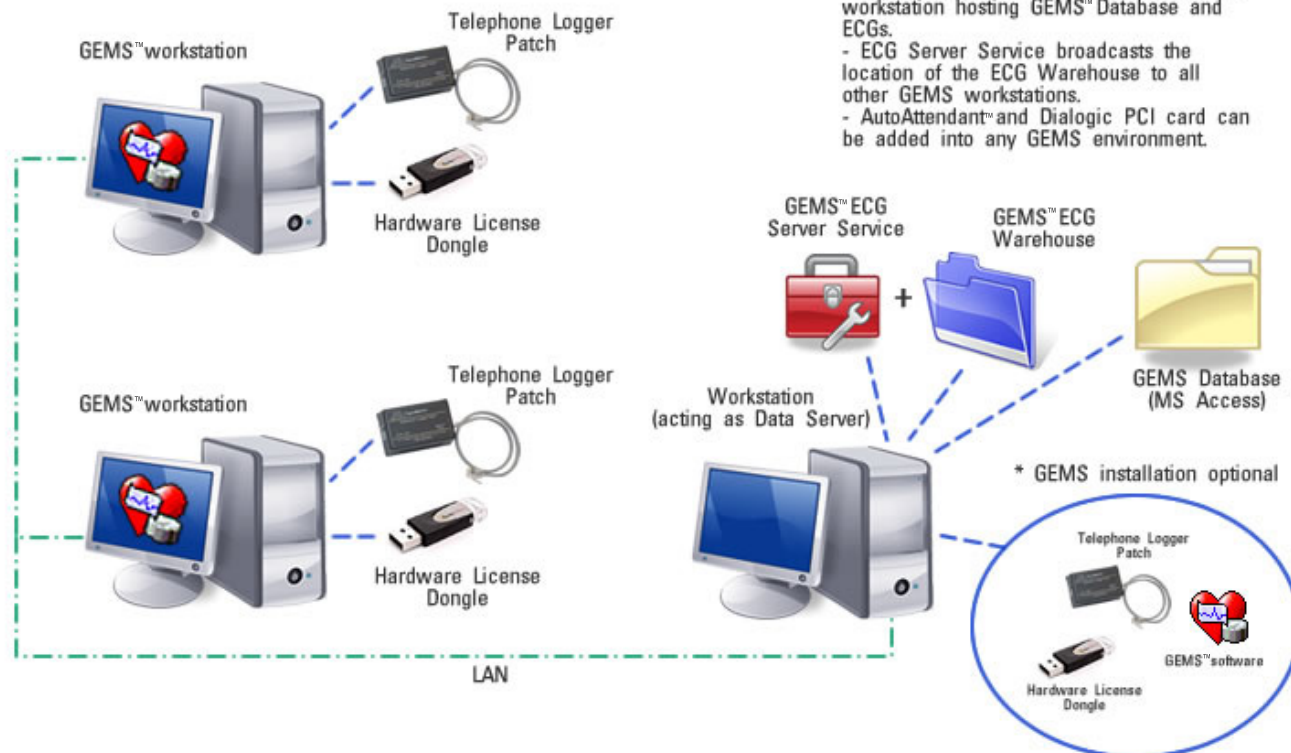 workstation hosting GEMS™ Database and
ECGs.
- ECG Server Service broadcasts the
location of the ECG Warehouse to all
other GEMS workstations.
- AutoAttendant™ and Dialogic PCI card can
be added into any GEMS environment.
GEMS™ workstation
Telephone Logger
Patch
Hardware License
Dongle
GEMS™ ECG
Server Service
+
GEMS™ ECG
Warehouse
GEMS Database
(MS Access)
GEMS™ workstation
Telephone Logger
Patch
Hardware License
Dongle
Workstation
(acting as Data Server)
* GEMS installation optional
Telephone Logger
Patch
GEMS™ software
Hardware License
Dongle
LAN